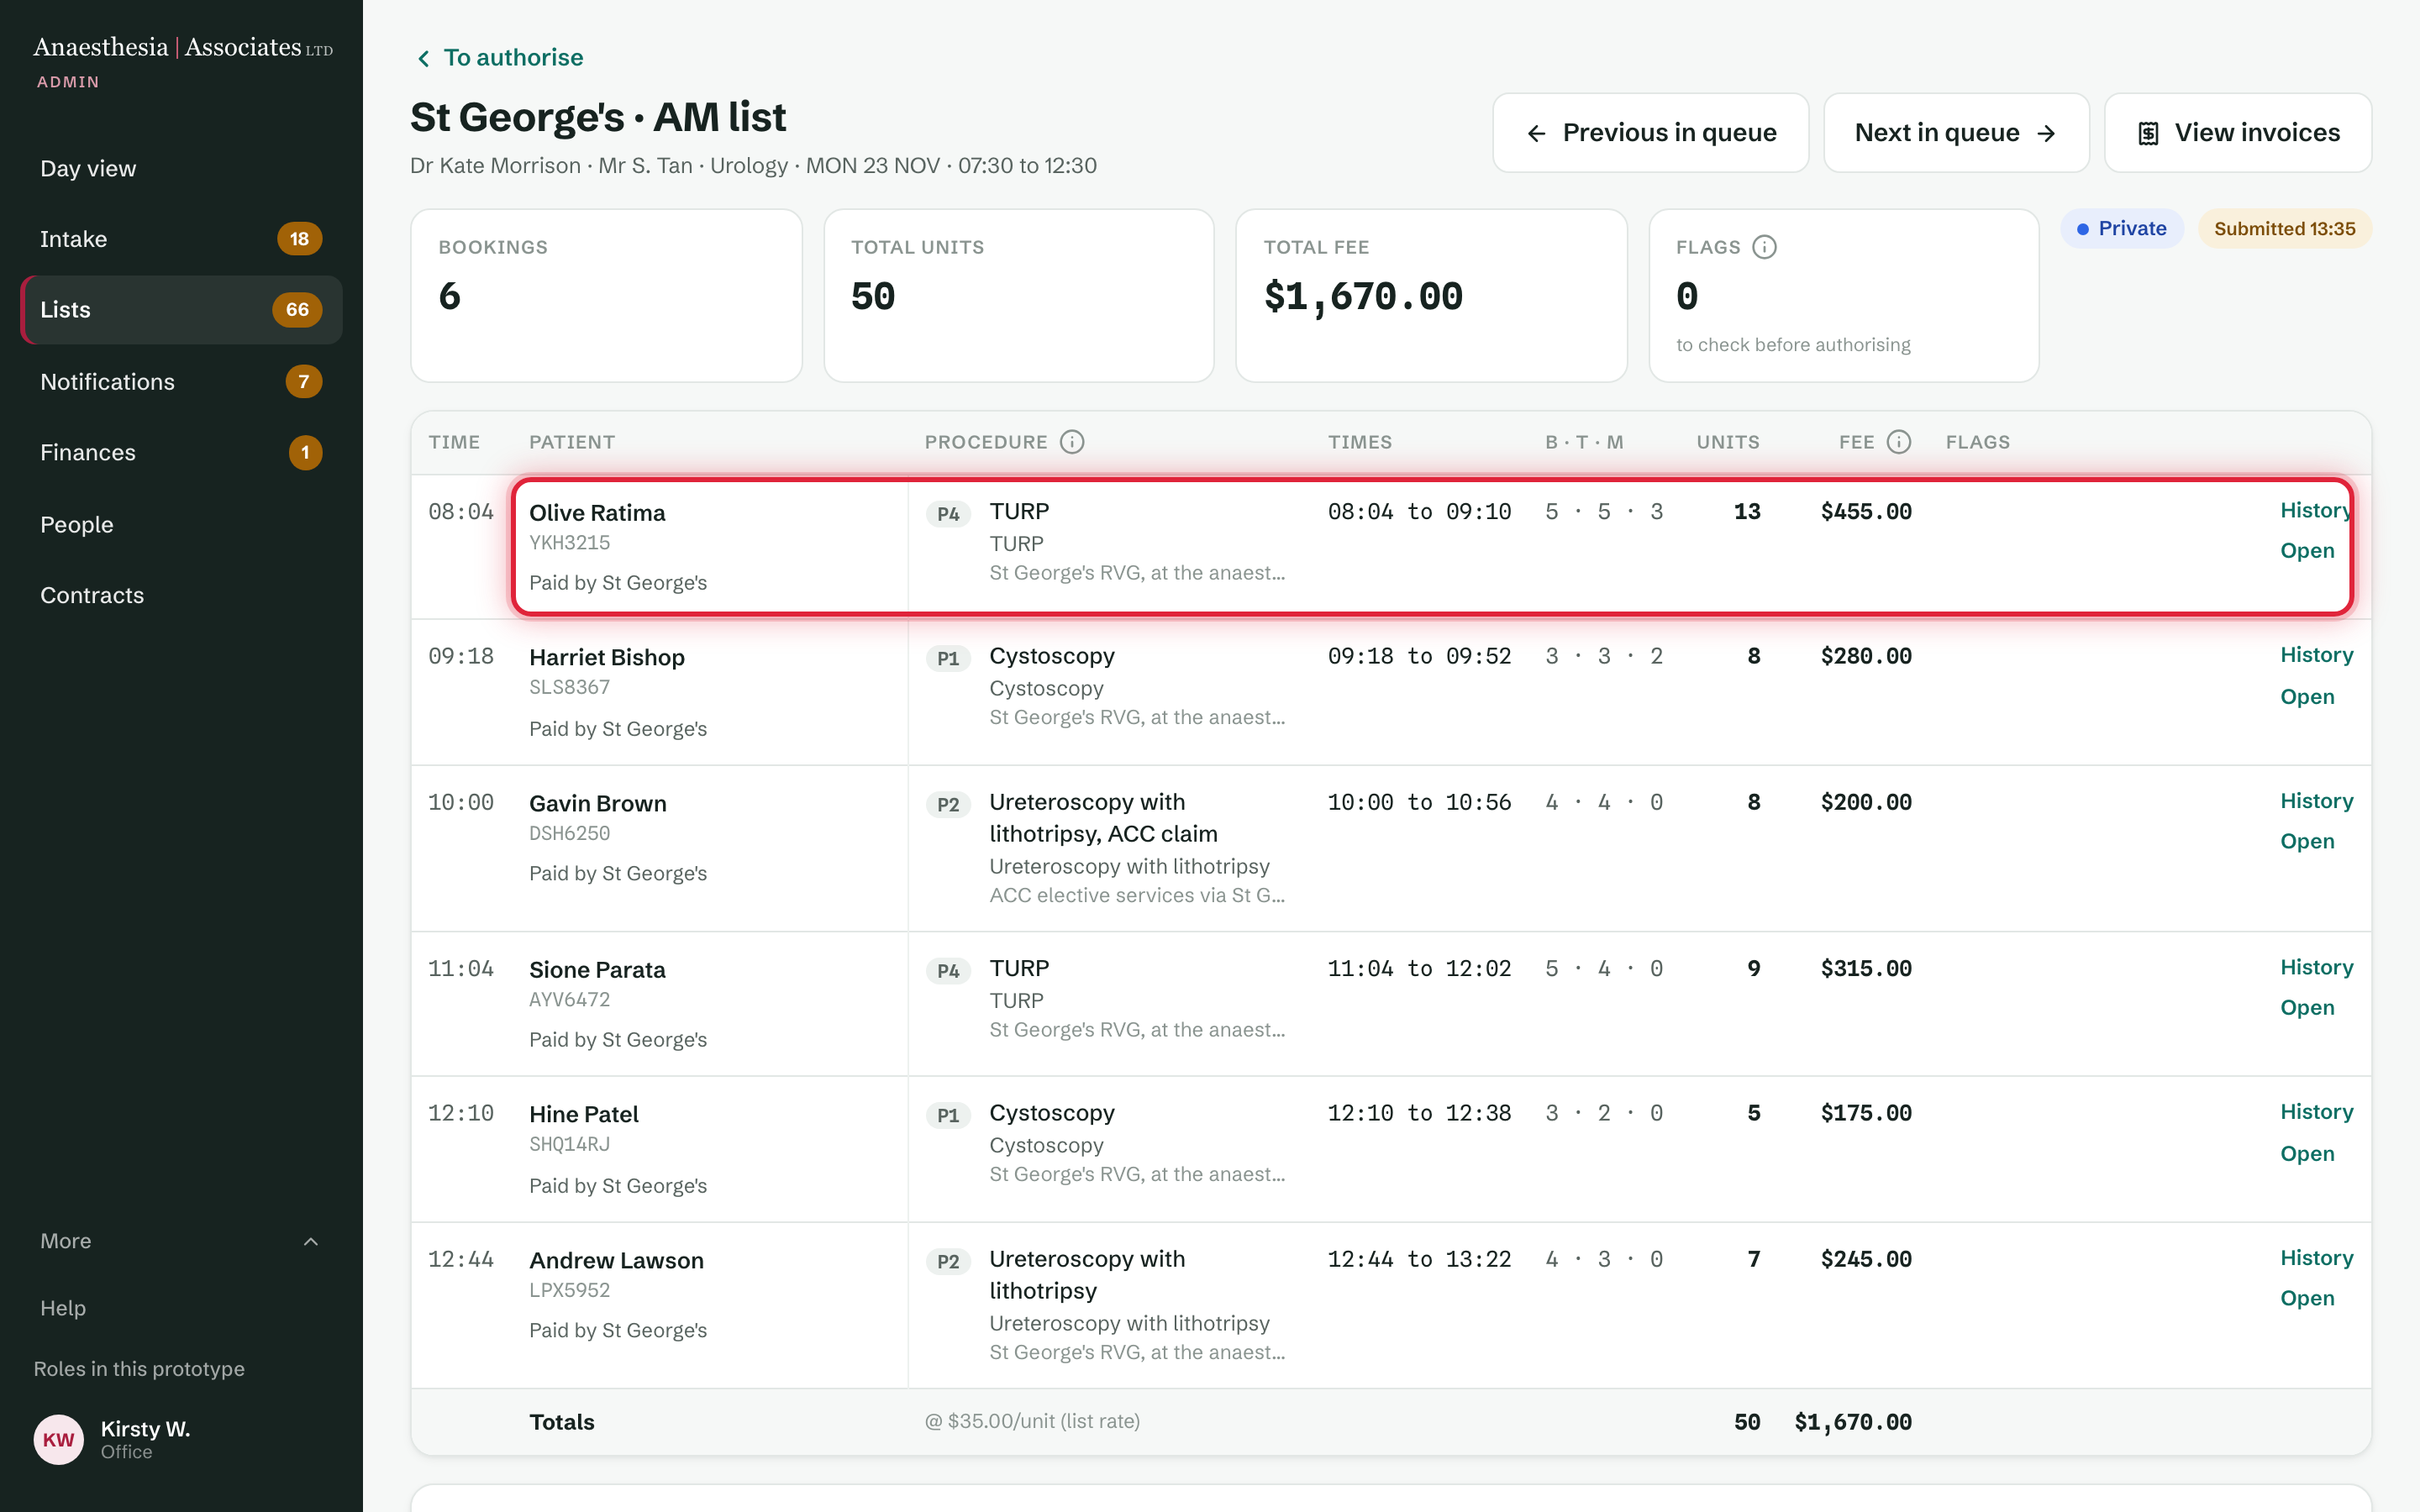 Anaesthesia | Associates LTD
ADMIN
Day view
Intake 18
Lists 66
Notifications 7
Finances 1
People
Contracts
More
Help
Roles in this prototype
KW
Kirsty W.
Office
To authorise
St George's · AM list
Dr Kate Morrison · Mr S. Tan · Urology · MON 23 NOV · 07:30 to 12:30
Previous in queue
Next in queue
View invoices
BOOKINGS
6
TOTAL UNITS
50
TOTAL FEE
$1,670.00
FLAGS
0
to check before authorising
Private
Submitted 13:35
TIME PATIENT PROCEDURE TIMES B · T · M UNITS FEE FLAGS
08:04 Olive Ratima P4 TURP 08:04 to 09:10 5 · 5 · 3 13 $455.00 History
YKH3215 TURP Open
Paid by St George's St George's RVG, at the anaest...
09:18 Harriet Bishop P1 Cystoscopy 09:18 to 09:52 3 · 3 · 2 8 $280.00 History
SLS8367 Cystoscopy Open
Paid by St George's St George's RVG, at the anaest...
10:00 Gavin Brown P2 Ureteroscopy with 10:00 to 10:56 4 · 4 · 0 8 $200.00 History
DSH6250 lithotripsy, ACC claim Open
Paid by St George's Ureteroscopy with lithotripsy
ACC elective services via St G...
11:04 Sione Parata P4 TURP 11:04 to 12:02 5 · 4 · 0 9 $315.00 History
AYV6472 TURP Open
Paid by St George's St George's RVG, at the anaest...
12:10 Hine Patel P1 Cystoscopy 12:10 to 12:38 3 · 2 · 0 5 $175.00 History
SHQ14RJ Cystoscopy Open
Paid by St George's St George's RVG, at the anaest...
12:44 Andrew Lawson P2 Ureteroscopy with 12:44 to 13:22 4 · 3 · 0 7 $245.00 History
LPX5952 lithotripsy Open
Paid by St George's Ureteroscopy with lithotripsy
St George's RVG, at the anaest...
Totals @ $35.00/unit (list rate) 50 $1,670.00